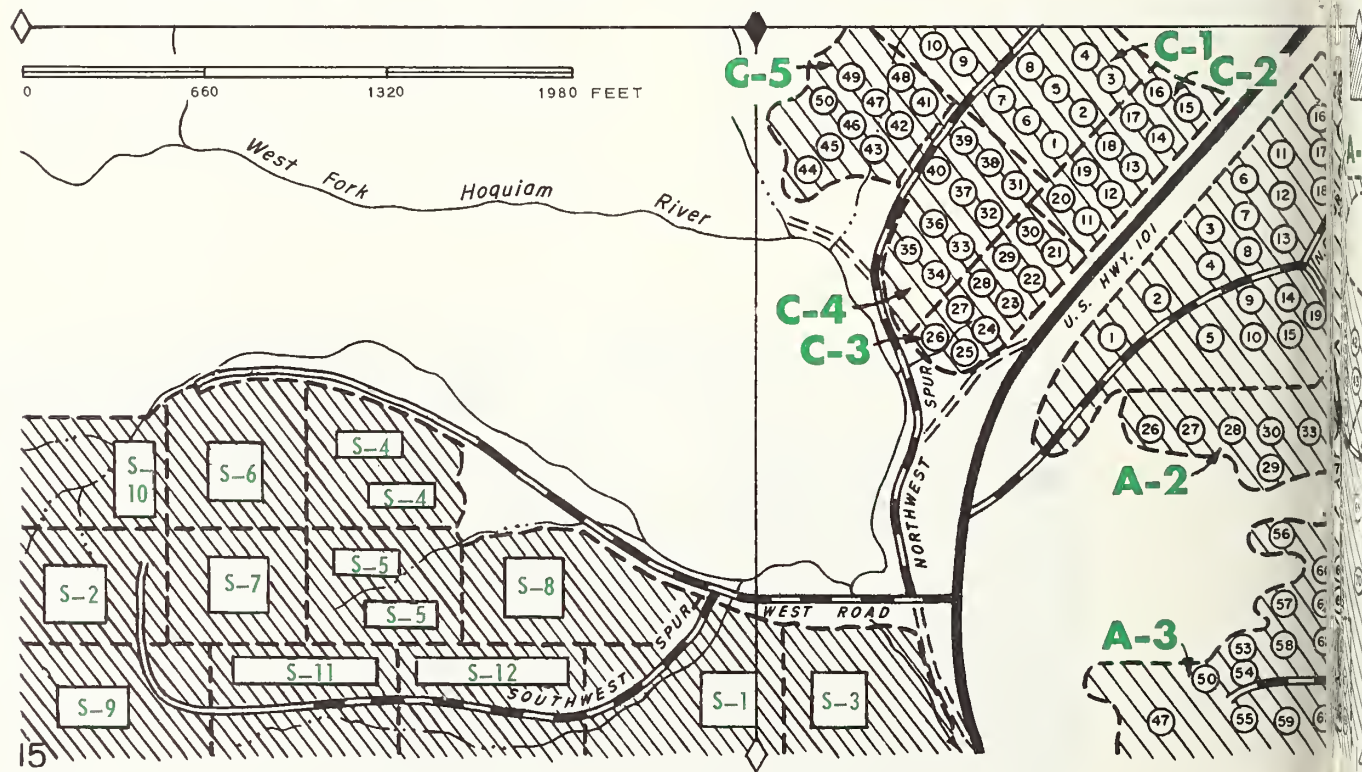 0 660 1320 1980 FEET
West Fork Hoquiam River
C-5
C-1
C-2
10 9 8 4
49 48 5 3 16 15
50 47 41 7 2 17
46 42 6 18 14
45 43 39 1 13
44 40 38 19 12
37 31 20 11
36 32 30 21
35 33 29 22
34 28 23
27 24
26 25
C-4
C-3
U.S. HWY. 101
16
11 17
6 12 18
3 7 13
4 8
2 9 14
1 5 10 15 19
26 27 28 30 33
29
A-2
NORTHWEST SPUR
S-4
S-10
S-6
S-4
S-5
S-2
S-7
S-8
S-5
WEST ROAD
SOUTHWEST SPUR
S-11
S-12
S-9
S-1
S-3
A-3
56
57
53 58
50 54
47 55 59
15